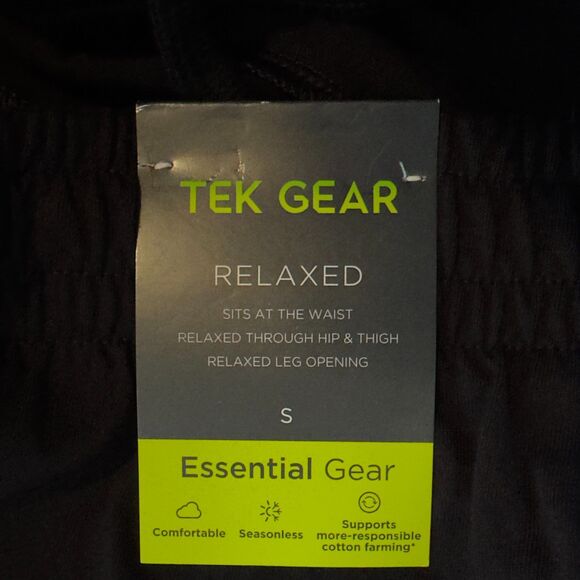 TEK GEAR
RELAXED
SITS AT THE WAIST
RELAXED THROUGH HIP & THIGH
RELAXED LEG OPENING
S
Essential Gear
Comfortable
Seasonless
Supports
more-responsible
cotton farming*